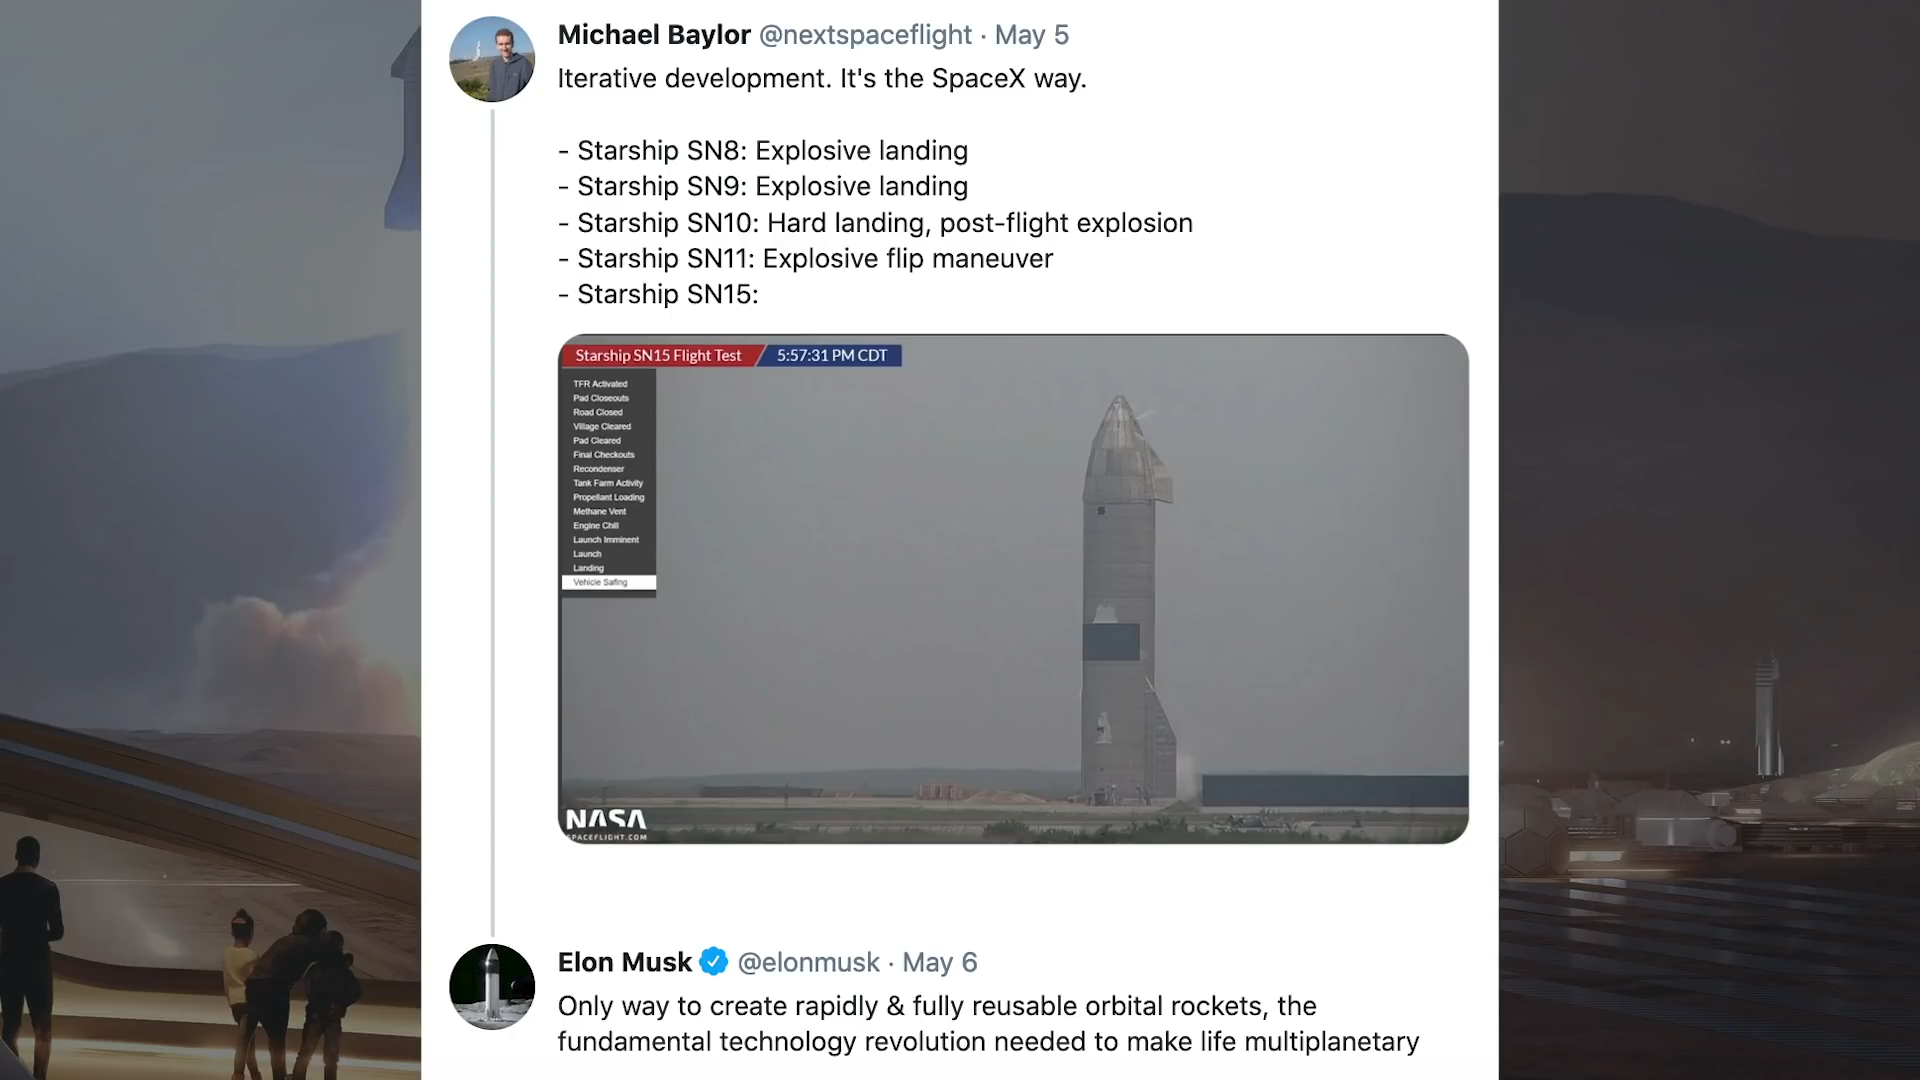 Michael Baylor @nextspaceflight · May 5
Iterative development. It's the SpaceX way.
- Starship SN8: Explosive landing
- Starship SN9: Explosive landing
- Starship SN10: Hard landing, post-flight explosion
- Starship SN11: Explosive flip maneuver
- Starship SN15:
Starship SN15 Flight Test 5:57:31 PM CDT
TFR Activated
Pad Closeouts
Road Closed
Village Cleared
Pad Cleared
Final Checkouts
Recondenser
Tank Farm Activity
Propellant Loading
Methane Vent
Engine Chill
Launch Imminent
Launch
Landing
Vehicle Safing
NASA
SPACEFLIGHT.COM
Elon Musk @elonmusk · May 6
Only way to create rapidly & fully reusable orbital rockets, the
fundamental technology revolution needed to make life multiplanetary